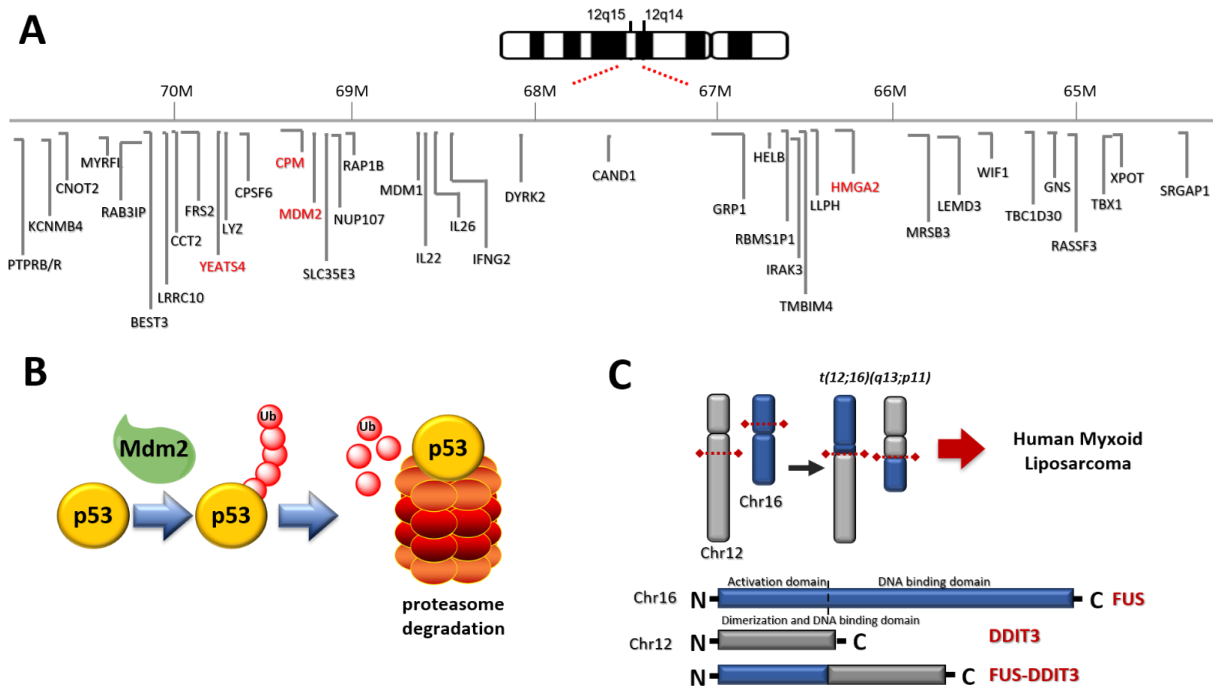 A
12q15 12q14
70M 69M 68M 67M 66M 65M
PTPRB/R
KCNMB4
CNOT2
MYRFL
RAB3IP
BEST3
LRRC10
CCT2
FRS2
YEATS4
LYZ
CPSF6
CPM
MDM2
SLC35E3
NUP107
RAP1B
MDM1
IL22
IL26
IFNG2
DYRK2
CAND1
GRP1
HELB
RBMS1P1
IRAK3
TMBIM4
LLPH
HMGA2
MRSB3
LEMD3
WIF1
TBC1D30
GNS
RASSF3
TBX1
XPOT
SRGAP1
B
Mdm2
p53
Ub
p53
Ub
p53
proteasome
degradation
C
t(12;16)(q13;p11)
Chr12
Chr16
Human Myxoid
Liposarcoma
Activation domain DNA binding domain
Chr16 N C FUS
Dimerization and DNA binding domain
Chr12 N C DDIT3
N C FUS-DDIT3